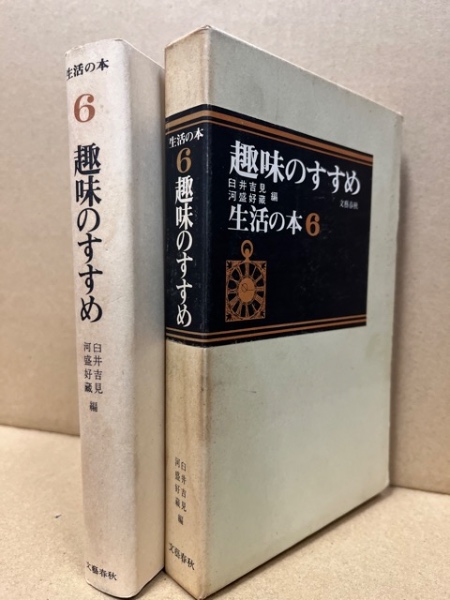 生活の本
6
趣味のすすめ
臼井吉見
河盛好藏 編
文藝春秋
生活の本
6
趣味のすすめ
臼井吉見
河盛好藏 編
文藝春秋
趣味のすすめ
臼井吉見
河盛好藏 編
文藝春秋
生活の本6